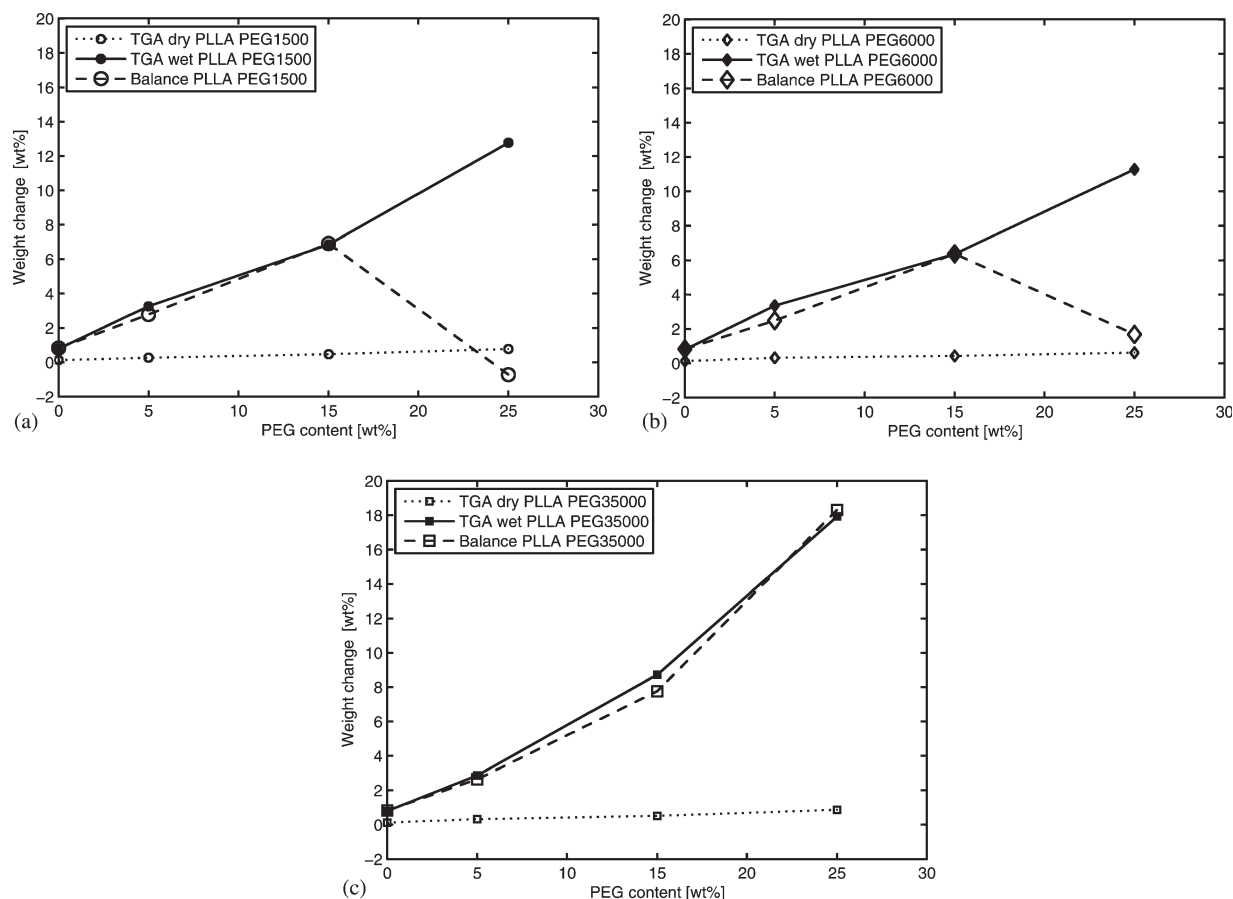 20
18
16
14
12
10
8
6
4
2
0
−2
Weight change [wt%]
TGA dry PLLA PEG1500
TGA wet PLLA PEG1500
Balance PLLA PEG1500
0 5 10 15 20 25 30
PEG content [wt%]
(a)
20
18
16
14
12
10
8
6
4
2
0
−2
Weight change [wt%]
TGA dry PLLA PEG6000
TGA wet PLLA PEG6000
Balance PLLA PEG6000
0 5 10 15 20 25 30
PEG content [wt%]
(b)
20
18
16
14
12
10
8
6
4
2
0
−2
Weight change [wt%]
TGA dry PLLA PEG35000
TGA wet PLLA PEG35000
Balance PLLA PEG35000
0 5 10 15 20 25 30
PEG content [wt%]
(c)